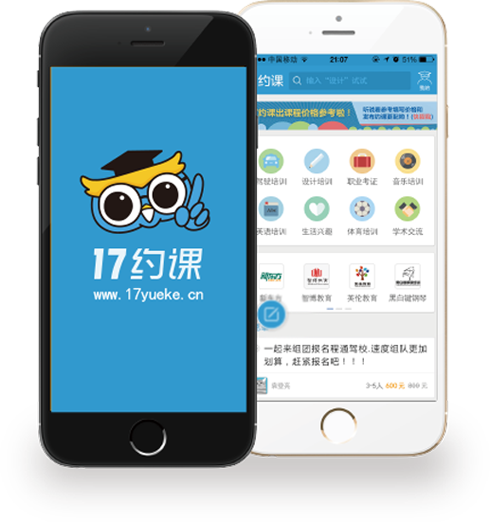 17约课
www.17yueke.cn
中国移动
21:07
51%
约课
输入“设计”试试
约课出课程价格参考啦！
驾驶培训
设计培训
职业考证
音乐培训
英语培训
生活兴趣
体育培训
学术交流
新东方
智博教育
英伦教育
黑白键钢琴
一起来组团报名程通驾校.速度组队更加
划算，赶紧报名吧！！！
3-5人 600元 800元